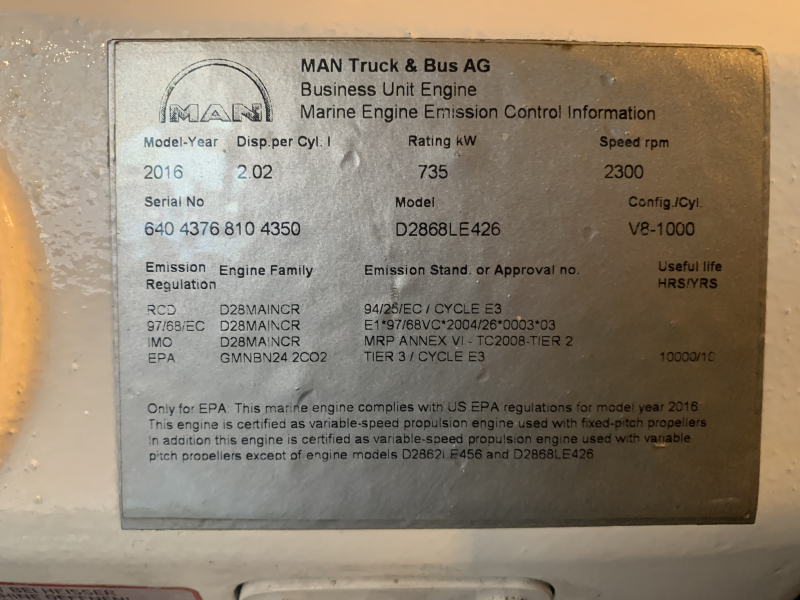 MAN
MAN Truck & Bus AG
Business Unit Engine
Marine Engine Emission Control Information
Model-Year Disp.per Cyl. l Rating kW Speed rpm
2016 2.02 735 2300
Serial No Model Config./Cyl.
640 4376 810 4350 D2868LE426 V8-1000
Emission Engine Family Emission Stand. or Approval no. Useful life
Regulation HRS/YRS
RCD D28MAINCR 94/25/EC / CYCLE E3
97/68/EC D28MAINCR E1*97/68VC*2004/26*0003*03
IMO D28MAINCR MRP ANNEX VI - TC2008-TIER 2
EPA GMNBN24.2CO2 TIER 3 / CYCLE E3 10000/10
Only for EPA: This marine engine complies with US EPA regulations for model year 2016
This engine is certified as variable-speed propulsion engine used with fixed-pitch propellers
In addition this engine is certified as variable-speed propulsion engine used with variable
pitch propellers except of engine models D2862LE456 and D2868LE426
BEI HEISSER